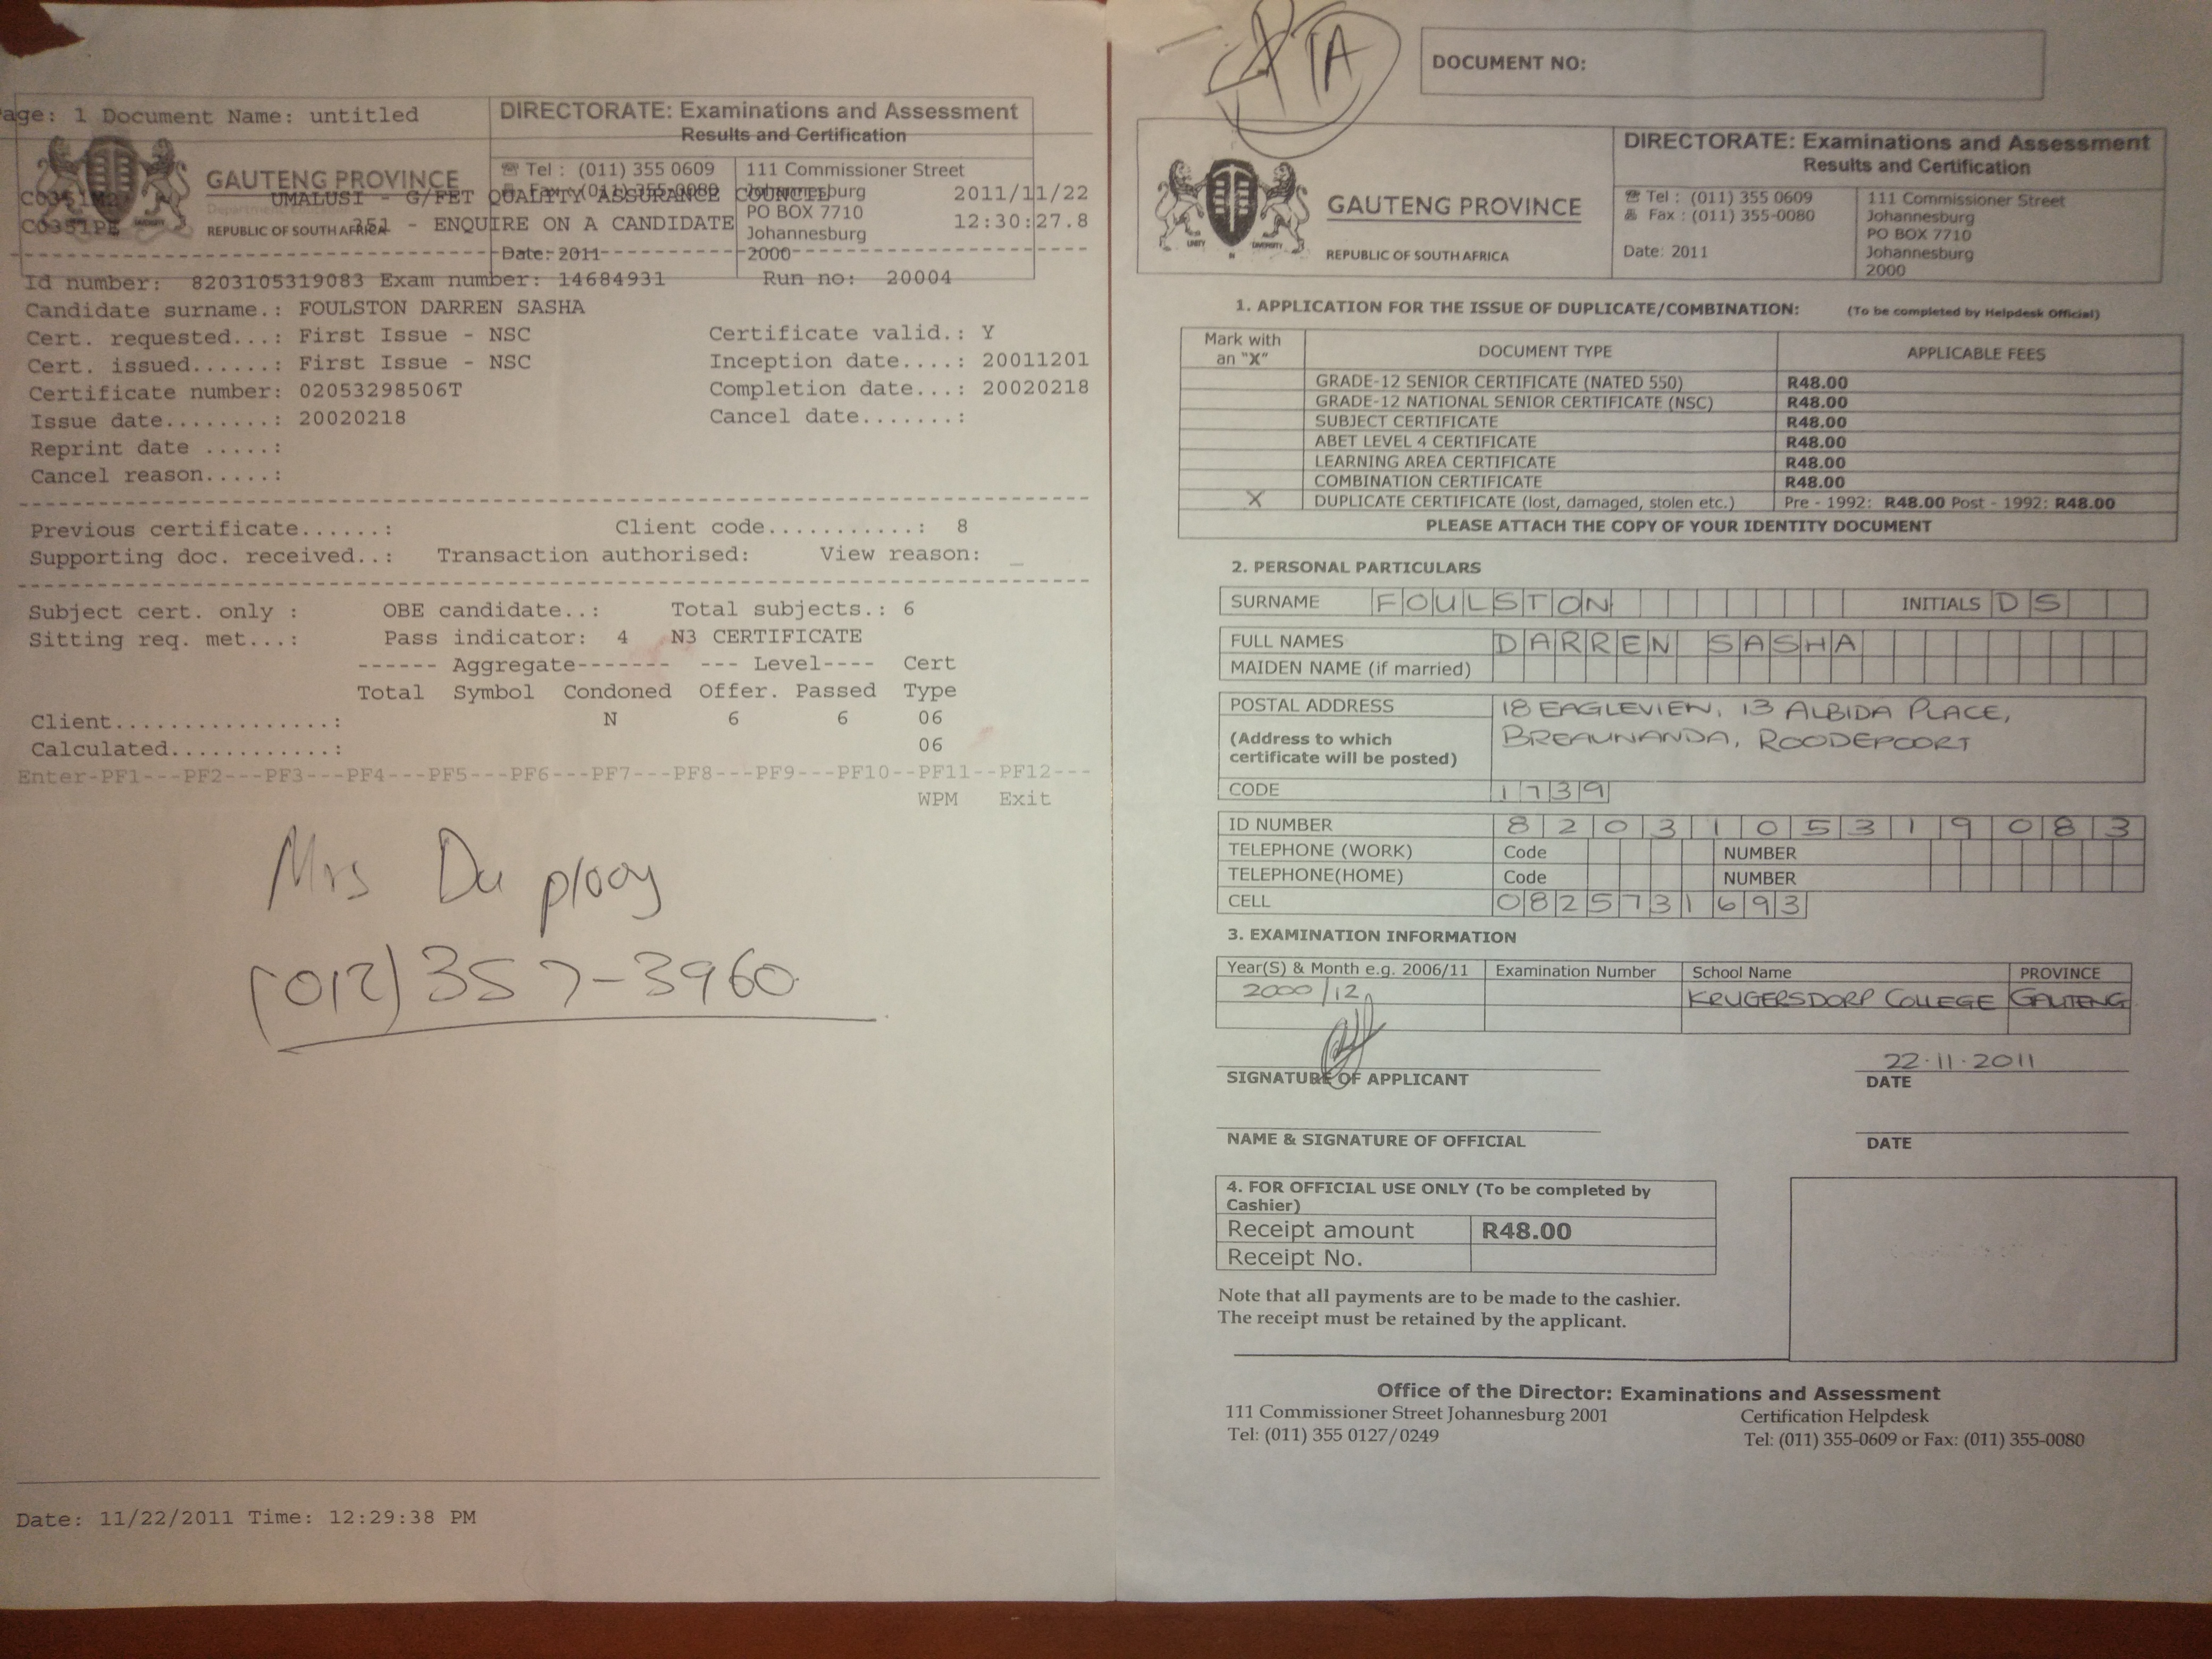 age: 1 Document Name: untitled
DIRECTORATE: Examinations and Assessment
Results and Certification
GAUTENG PROVINCE
REPUBLIC OF SOUTH AFRICA
Tel : (011) 355 0609
Fax : (011) 355-0080
Date: 2011
111 Commissioner Street
Johannesburg
PO BOX 7710
Johannesburg
2000
UMALUSI - G/FET QUALITY ASSURANCE COUNCIL 2011/11/22
C0351PE 351 - ENQUIRE ON A CANDIDATE 12:30:27.8
Id number: 8203105319083 Exam number: 14684931 Run no: 20004
Candidate surname.: FOULSTON DARREN SASHA
Cert. requested...: First Issue - NSC Certificate valid.: Y
Cert. issued......: First Issue - NSC Inception date....: 20011201
Certificate number: 02053298506T Completion date...: 20020218
Issue date........: 20020218 Cancel date.......:
Reprint date .....:
Cancel reason.....:
Previous certificate......: Client code...........: 8
Supporting doc. received..: Transaction authorised: View reason: _
Subject cert. only : OBE candidate..: Total subjects.: 6
Sitting req. met...: Pass indicator: 4 N3 CERTIFICATE
------ Aggregate------- --- Level---- Cert
Total Symbol Condoned Offer. Passed Type
Client................: N 6 6 06
Calculated............: 06
Enter-PF1---PF2---PF3---PF4---PF5---PF6---PF7---PF8---PF9---PF10--PF11--PF12---
WPM Exit
Mrs Du plooy
(012) 357-3960
Date: 11/22/2011 Time: 12:29:38 PM
DOCUMENT NO:
GAUTENG PROVINCE
REPUBLIC OF SOUTH AFRICA
UNITY DIVERSITY
DIRECTORATE: Examinations and Assessment
Results and Certification
Tel : (011) 355 0609
Fax : (011) 355-0080
Date: 2011
111 Commissioner Street
Johannesburg
PO BOX 7710
Johannesburg
2000
1. APPLICATION FOR THE ISSUE OF DUPLICATE/COMBINATION: (To be completed by Helpdesk Official)
Mark with an "X" DOCUMENT TYPE APPLICABLE FEES
GRADE-12 SENIOR CERTIFICATE (NATED 550) R48.00
GRADE-12 NATIONAL SENIOR CERTIFICATE (NSC) R48.00
SUBJECT CERTIFICATE R48.00
ABET LEVEL 4 CERTIFICATE R48.00
LEARNING AREA CERTIFICATE R48.00
COMBINATION CERTIFICATE R48.00
X DUPLICATE CERTIFICATE (lost, damaged, stolen etc.) Pre - 1992: R48.00 Post - 1992: R48.00
PLEASE ATTACH THE COPY OF YOUR IDENTITY DOCUMENT
2. PERSONAL PARTICULARS
SURNAME FOULSTON INITIALS DS
FULL NAMES DARREN SASHA
MAIDEN NAME (if married)
POSTAL ADDRESS 18 EAGLEVIEW, 13 ALBIDA PLACE,
(Address to which certificate will be posted) BREAUNANDA, ROODEPOORT
CODE 1739
ID NUMBER 8203105319083
TELEPHONE (WORK) Code NUMBER
TELEPHONE(HOME) Code NUMBER
CELL 0825731693
3. EXAMINATION INFORMATION
Year(S) & Month e.g. 2006/11 Examination Number School Name PROVINCE
2000/12 KRUGERSDORP COLLEGE GAUTENG
22.11.2011
SIGNATURE OF APPLICANT DATE
NAME & SIGNATURE OF OFFICIAL DATE
4. FOR OFFICIAL USE ONLY (To be completed by Cashier)
Receipt amount R48.00
Receipt No.
Note that all payments are to be made to the cashier.
The receipt must be retained by the applicant.
Office of the Director: Examinations and Assessment
111 Commissioner Street Johannesburg 2001 Certification Helpdesk
Tel: (011) 355 0127/0249 Tel: (011) 355-0609 or Fax: (011) 355-0080